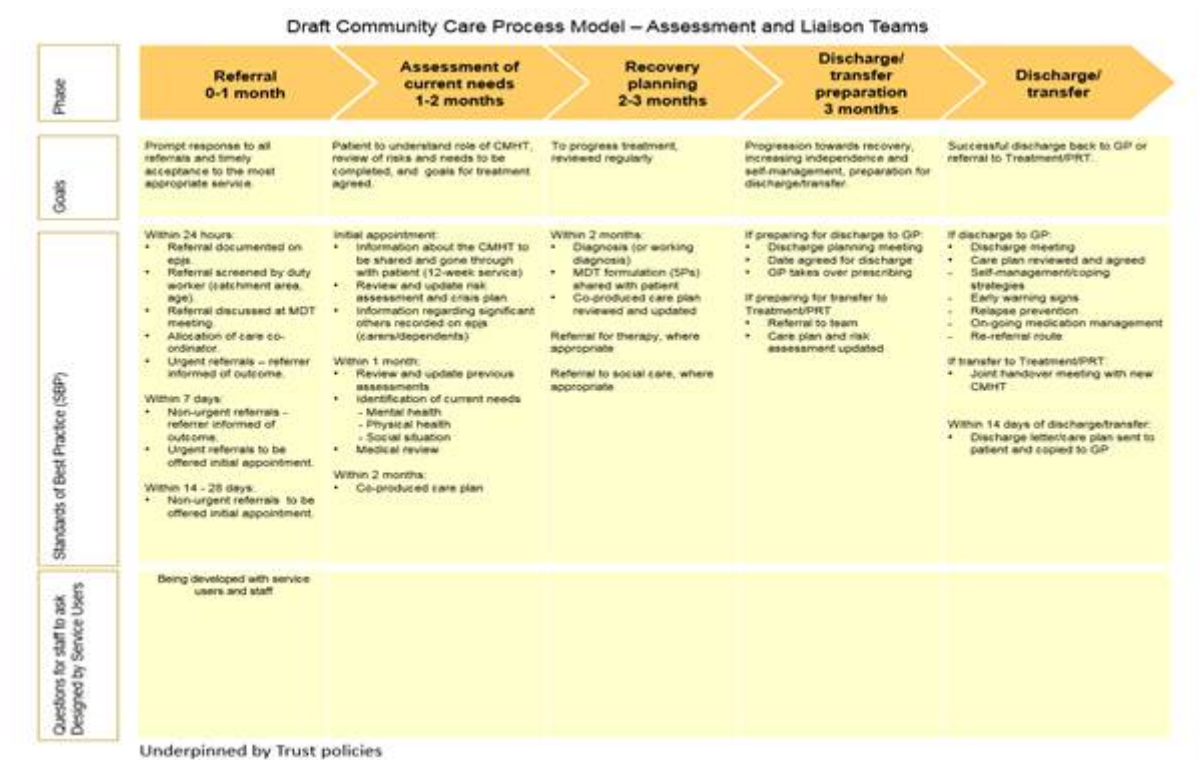 Draft Community Care Process Model – Assessment and Liaison Teams
Phase
Referral
0-1 month
Assessment of
current needs
1-2 months
Recovery
planning
2-3 months
Discharge/
transfer
preparation
3 months
Discharge/
transfer
Goals
Prompt response to all
referrals and timely
acceptance to the most
appropriate service.
Patient to understand role of CMHT,
review of risks and needs to be
completed, and goals for treatment
agreed.
To progress treatment,
reviewed regularly
Progression towards recovery,
increasing independence and
self-management, preparation for
discharge/transfer.
Successful discharge back to GP or
referral to Treatment/PRT.
Standards of Best Practice (SBP)
Within 24 hours:
• Referral documented on
epjs.
• Referral screened by duty
worker (catchment area,
age).
• Referral discussed at MDT
meeting.
• Allocation of care co-
ordinator.
• Urgent referrals – referrer
informed of outcome.
Within 7 days:
• Non-urgent referrals –
referrer informed of
outcome.
• Urgent referrals to be
offered initial appointment.
Within 14 - 28 days:
• Non-urgent referrals to be
offered initial appointment.
Initial appointment:
• Information about the CMHT to
be shared and gone through
with patient (12-week service)
• Review and update risk
assessment and crisis plan
• Information regarding significant
others recorded on epjs
(carers/dependents)
Within 1 month:
• Review and update previous
assessments
• Identification of current needs
- Mental health
- Physical health
- Social situation
• Medical review
Within 2 months:
• Co-produced care plan
Within 2 months:
• Diagnosis (or working
diagnosis)
• MDT formulation (5Ps)
shared with patient
• Co-produced care plan
reviewed and updated
Referral for therapy, where
appropriate
Referral to social care, where
appropriate
If preparing for discharge to GP:
• Discharge planning meeting
• Date agreed for discharge
• GP takes over prescribing
If preparing for transfer to
Treatment/PRT
• Referral to team
• Care plan and risk
assessment updated
If discharge to GP:
• Discharge meeting
• Care plan reviewed and agreed
- Self-management/coping
strategies
- Early warning signs
- Relapse prevention
- On-going medication management
- Re-referral route
If transfer to Treatment/PRT:
• Joint handover meeting with new
CMHT
Within 14 days of discharge/transfer:
• Discharge letter/care plan sent to
patient and copied to GP
Questions for staff to ask
Designed by Service Users
Being developed with service
users and staff
Underpinned by Trust policies